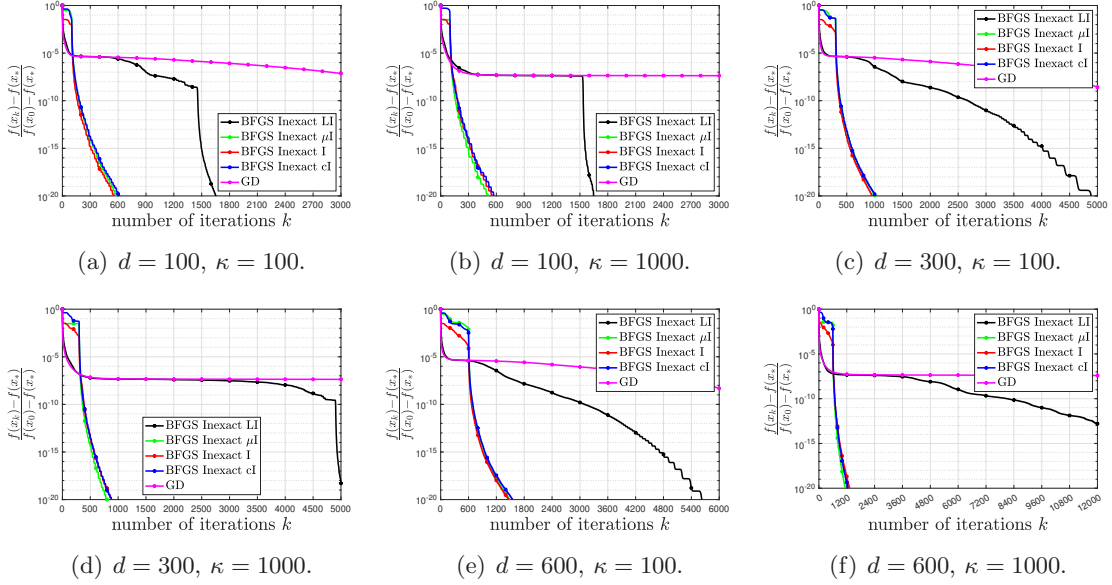 10^0
10^-5
10^-10
10^-15
10^-20
f(x_k)−f(x_*)
f(x_0)−f(x_*)
BFGS Inexact LI
BFGS Inexact μI
BFGS Inexact I
BFGS Inexact cI
GD
0 300 600 900 1200 1500 1800 2100 2400 2700 3000
number of iterations k
(a) d = 100, κ = 100.
10^0
10^-5
10^-10
10^-15
10^-20
f(x_k)−f(x_*)
f(x_0)−f(x_*)
BFGS Inexact LI
BFGS Inexact μI
BFGS Inexact I
BFGS Inexact cI
GD
0 300 600 900 1200 1500 1800 2100 2400 2700 3000
number of iterations k
(b) d = 100, κ = 1000.
10^0
10^-5
10^-10
10^-15
10^-20
f(x_k)−f(x_*)
f(x_0)−f(x_*)
BFGS Inexact LI
BFGS Inexact μI
BFGS Inexact I
BFGS Inexact cI
GD
0 500 1000 1500 2000 2500 3000 3500 4000 4500 5000
number of iterations k
(c) d = 300, κ = 100.
10^0
10^-5
10^-10
10^-15
10^-20
f(x_k)−f(x_*)
f(x_0)−f(x_*)
BFGS Inexact LI
BFGS Inexact μI
BFGS Inexact I
BFGS Inexact cI
GD
0 500 1000 1500 2000 2500 3000 3500 4000 4500 5000
number of iterations k
(d) d = 300, κ = 1000.
10^0
10^-5
10^-10
10^-15
10^-20
f(x_k)−f(x_*)
f(x_0)−f(x_*)
BFGS Inexact LI
BFGS Inexact μI
BFGS Inexact I
BFGS Inexact cI
GD
0 600 1200 1800 2400 3000 3600 4200 4800 5400 6000
number of iterations k
(e) d = 600, κ = 100.
10^0
10^-5
10^-10
10^-15
10^-20
f(x_k)−f(x_*)
f(x_0)−f(x_*)
BFGS Inexact LI
BFGS Inexact μI
BFGS Inexact I
BFGS Inexact cI
GD
0 1200 2400 3600 4800 6000 7200 8400 9600 10800 12000
number of iterations k
(f) d = 600, κ = 1000.